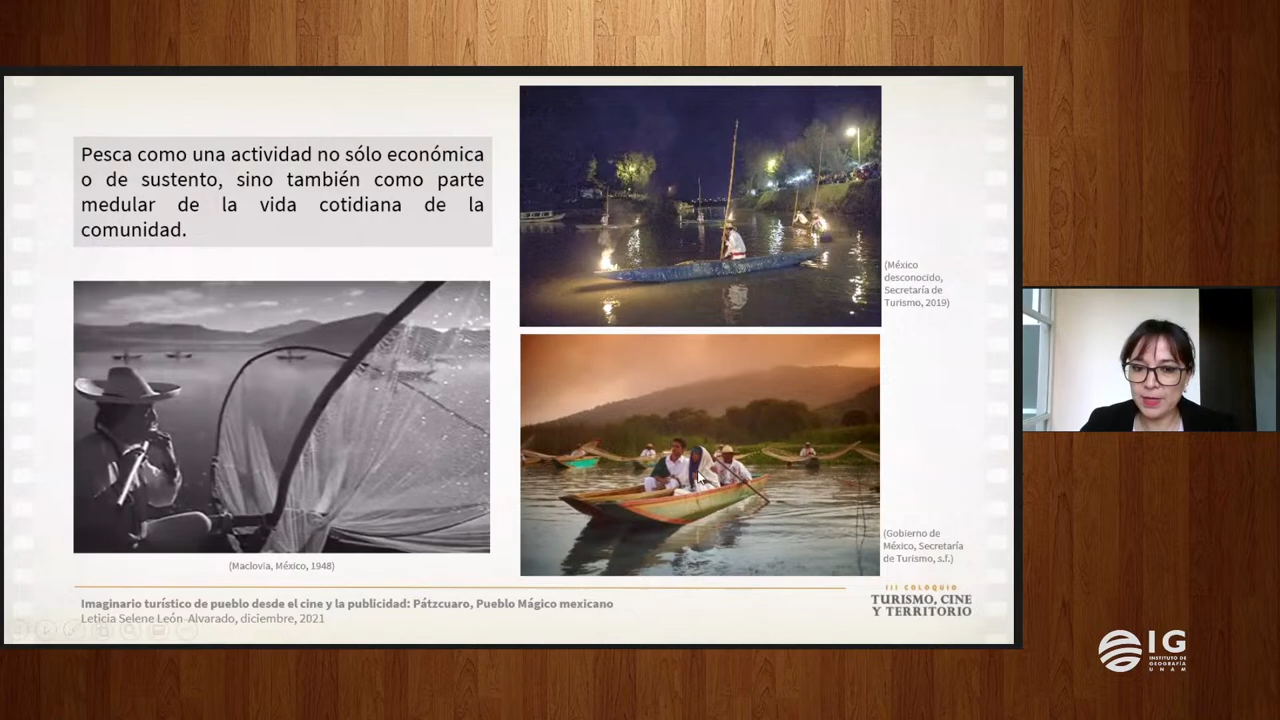 Pesca como una actividad no sólo económica
o de sustento, sino también como parte
medular de la vida cotidiana de la
comunidad.
(México
desconocido,
Secretaría de
Turismo, 2019)
(Maclovia, México, 1948)
(Gobierno de
México, Secretaría
de Turismo, s.f.)
Imaginario turístico de pueblo desde el cine y la publicidad: Pátzcuaro, Pueblo Mágico mexicano
Leticia Selene León Alvarado, diciembre, 2021
III COLOQUIO
TURISMO, CINE
Y TERRITORIO
IG
INSTITUTO DE
GEOGRAFÍA
UNAM